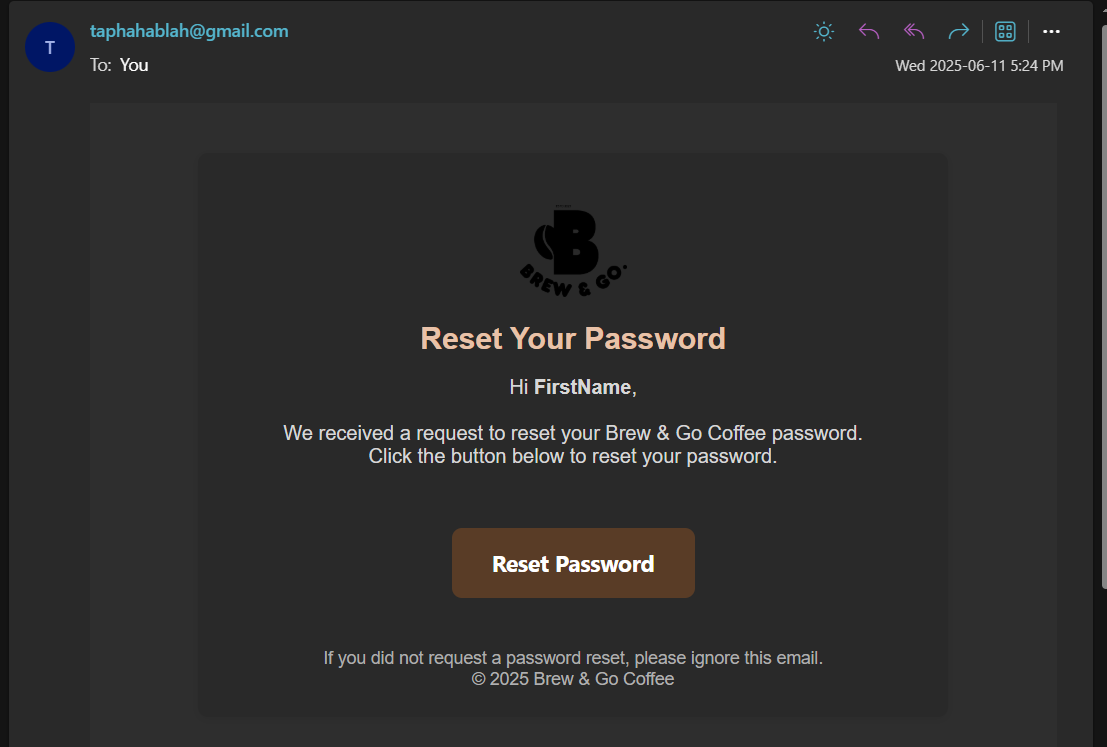 taphahablah@gmail.com
T
To: You
Wed 2025-06-11 5:24 PM
B
BREW & GO
Reset Your Password
Hi FirstName,
We received a request to reset your Brew & Go Coffee password.
Click the button below to reset your password.
Reset Password
If you did not request a password reset, please ignore this email.
© 2025 Brew & Go Coffee